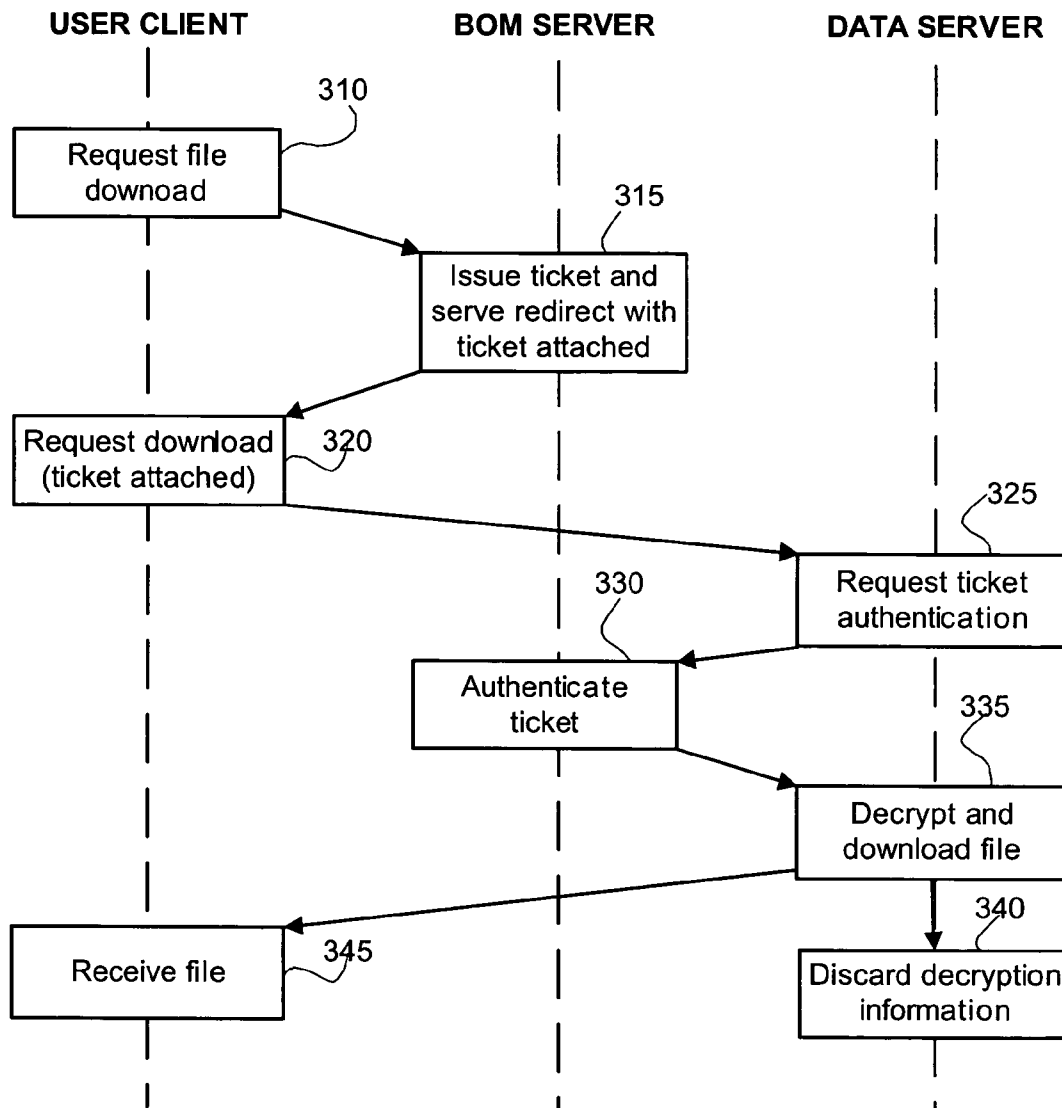 USER CLIENT
BOM SERVER
DATA SERVER
310
Request file
downoad
315
Issue ticket and
serve redirect with
ticket attached
Request download
(ticket attached)
320
325
Request ticket
authentication
330
Authenticate
ticket
335
Decrypt and
download file
340
Receive file
345
Discard decryption
information